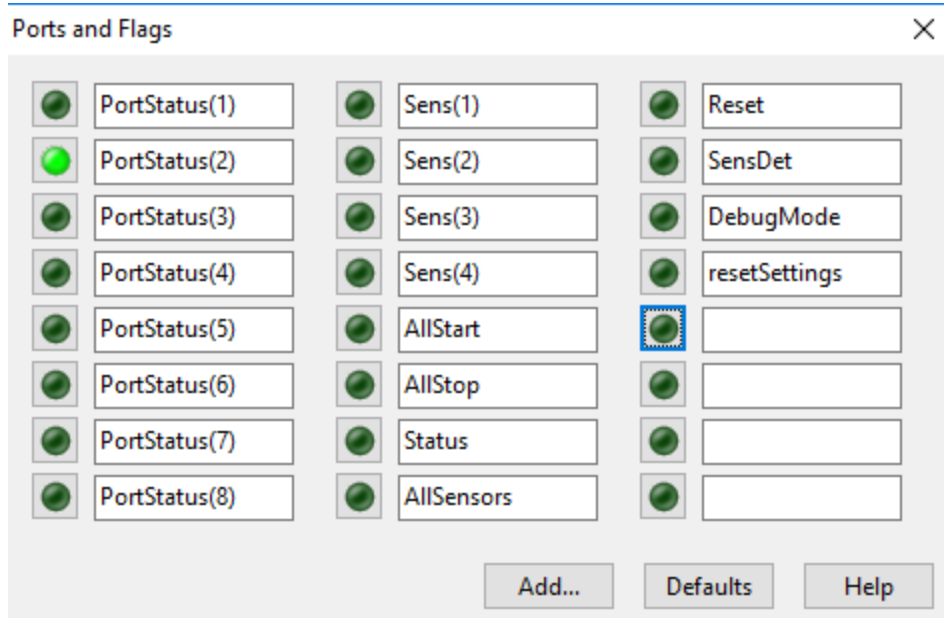 Ports and Flags
PortStatus(1) Sens(1) Reset
PortStatus(2) Sens(2) SensDet
PortStatus(3) Sens(3) DebugMode
PortStatus(4) Sens(4) resetSettings
PortStatus(5) AllStart
PortStatus(6) AllStop
PortStatus(7) Status
PortStatus(8) AllSensors
Add... Defaults Help